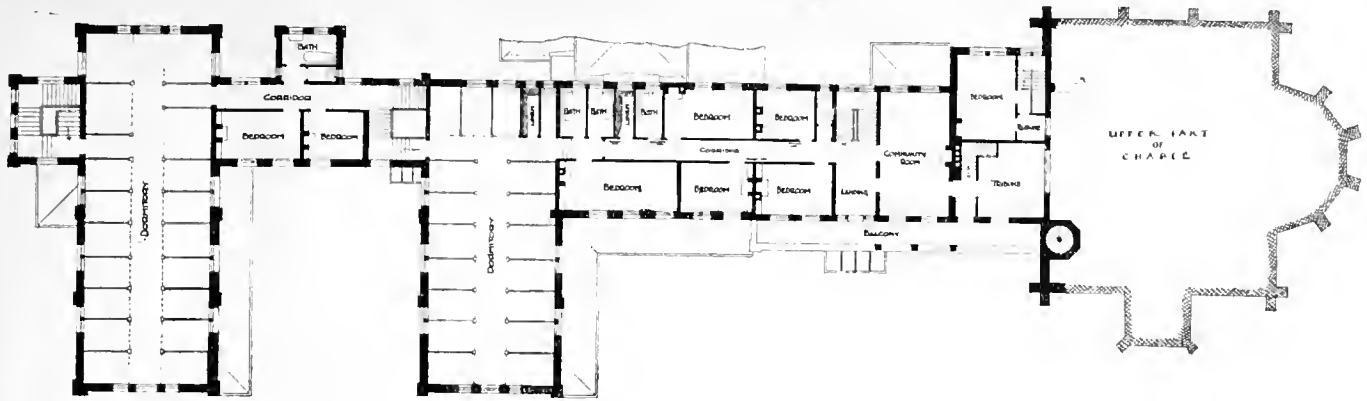 BATH
CORRIDOR
BEDROOM
BEDROOM
DORMITORY
BATH
BATH
BATH
BEDROOM
BEDROOM
CORRIDOR
BEDROOM
BEDROOM
BEDROOM
LANDING
COMMUNITY
ROOM
BEDROOM
TRIBUNE
BALCONY
DORMITORY
UPPER PART
OF
CHAPEL